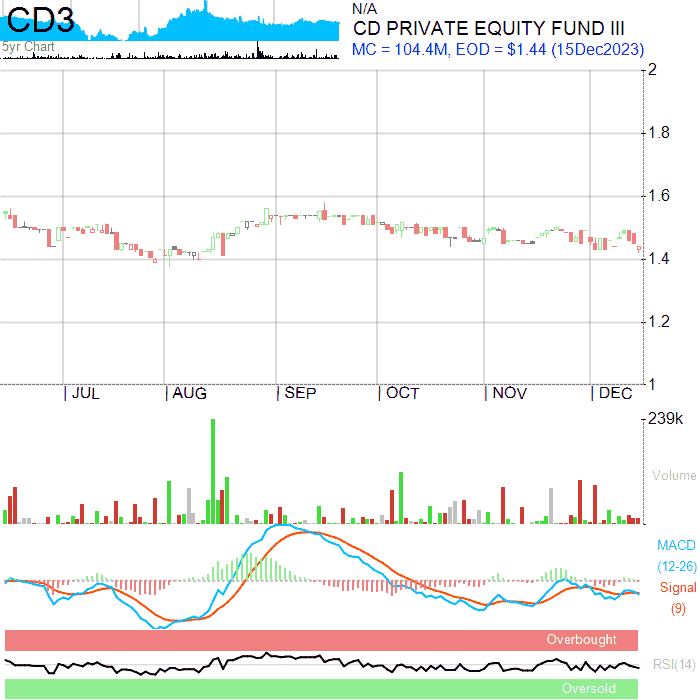 CD3
5yr Chart
N/A
CD PRIVATE EQUITY FUND III
MC = 104.4M, EOD = $1.44 (15Dec2023)
2
1.8
1.6
1.4
1.2
1
JUL AUG SEP OCT NOV DEC
239k
Volume
MACD
(12-26)
Signal
(9)
Overbought
RSI(14)
Oversold